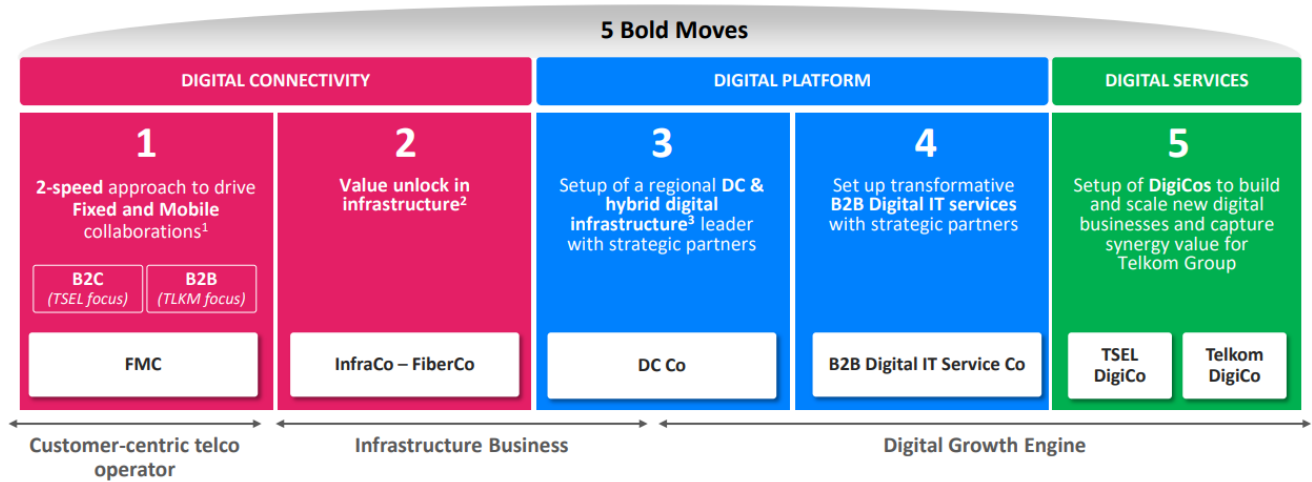 5 Bold Moves
DIGITAL CONNECTIVITY
DIGITAL PLATFORM
DIGITAL SERVICES
1
2-speed approach to drive
Fixed and Mobile
collaborations¹
B2C
(TSEL focus)
B2B
(TLKM focus)
FMC
2
Value unlock in
infrastructure²
InfraCo – FiberCo
3
Setup of a regional DC &
hybrid digital
infrastructure³ leader
with strategic partners
DC Co
4
Set up transformative
B2B Digital IT services
with strategic partners
B2B Digital IT Service Co
5
Setup of DigiCos to build
and scale new digital
businesses and capture
synergy value for
Telkom Group
TSEL
DigiCo
Telkom
DigiCo
Customer-centric telco
operator
Infrastructure Business
Digital Growth Engine